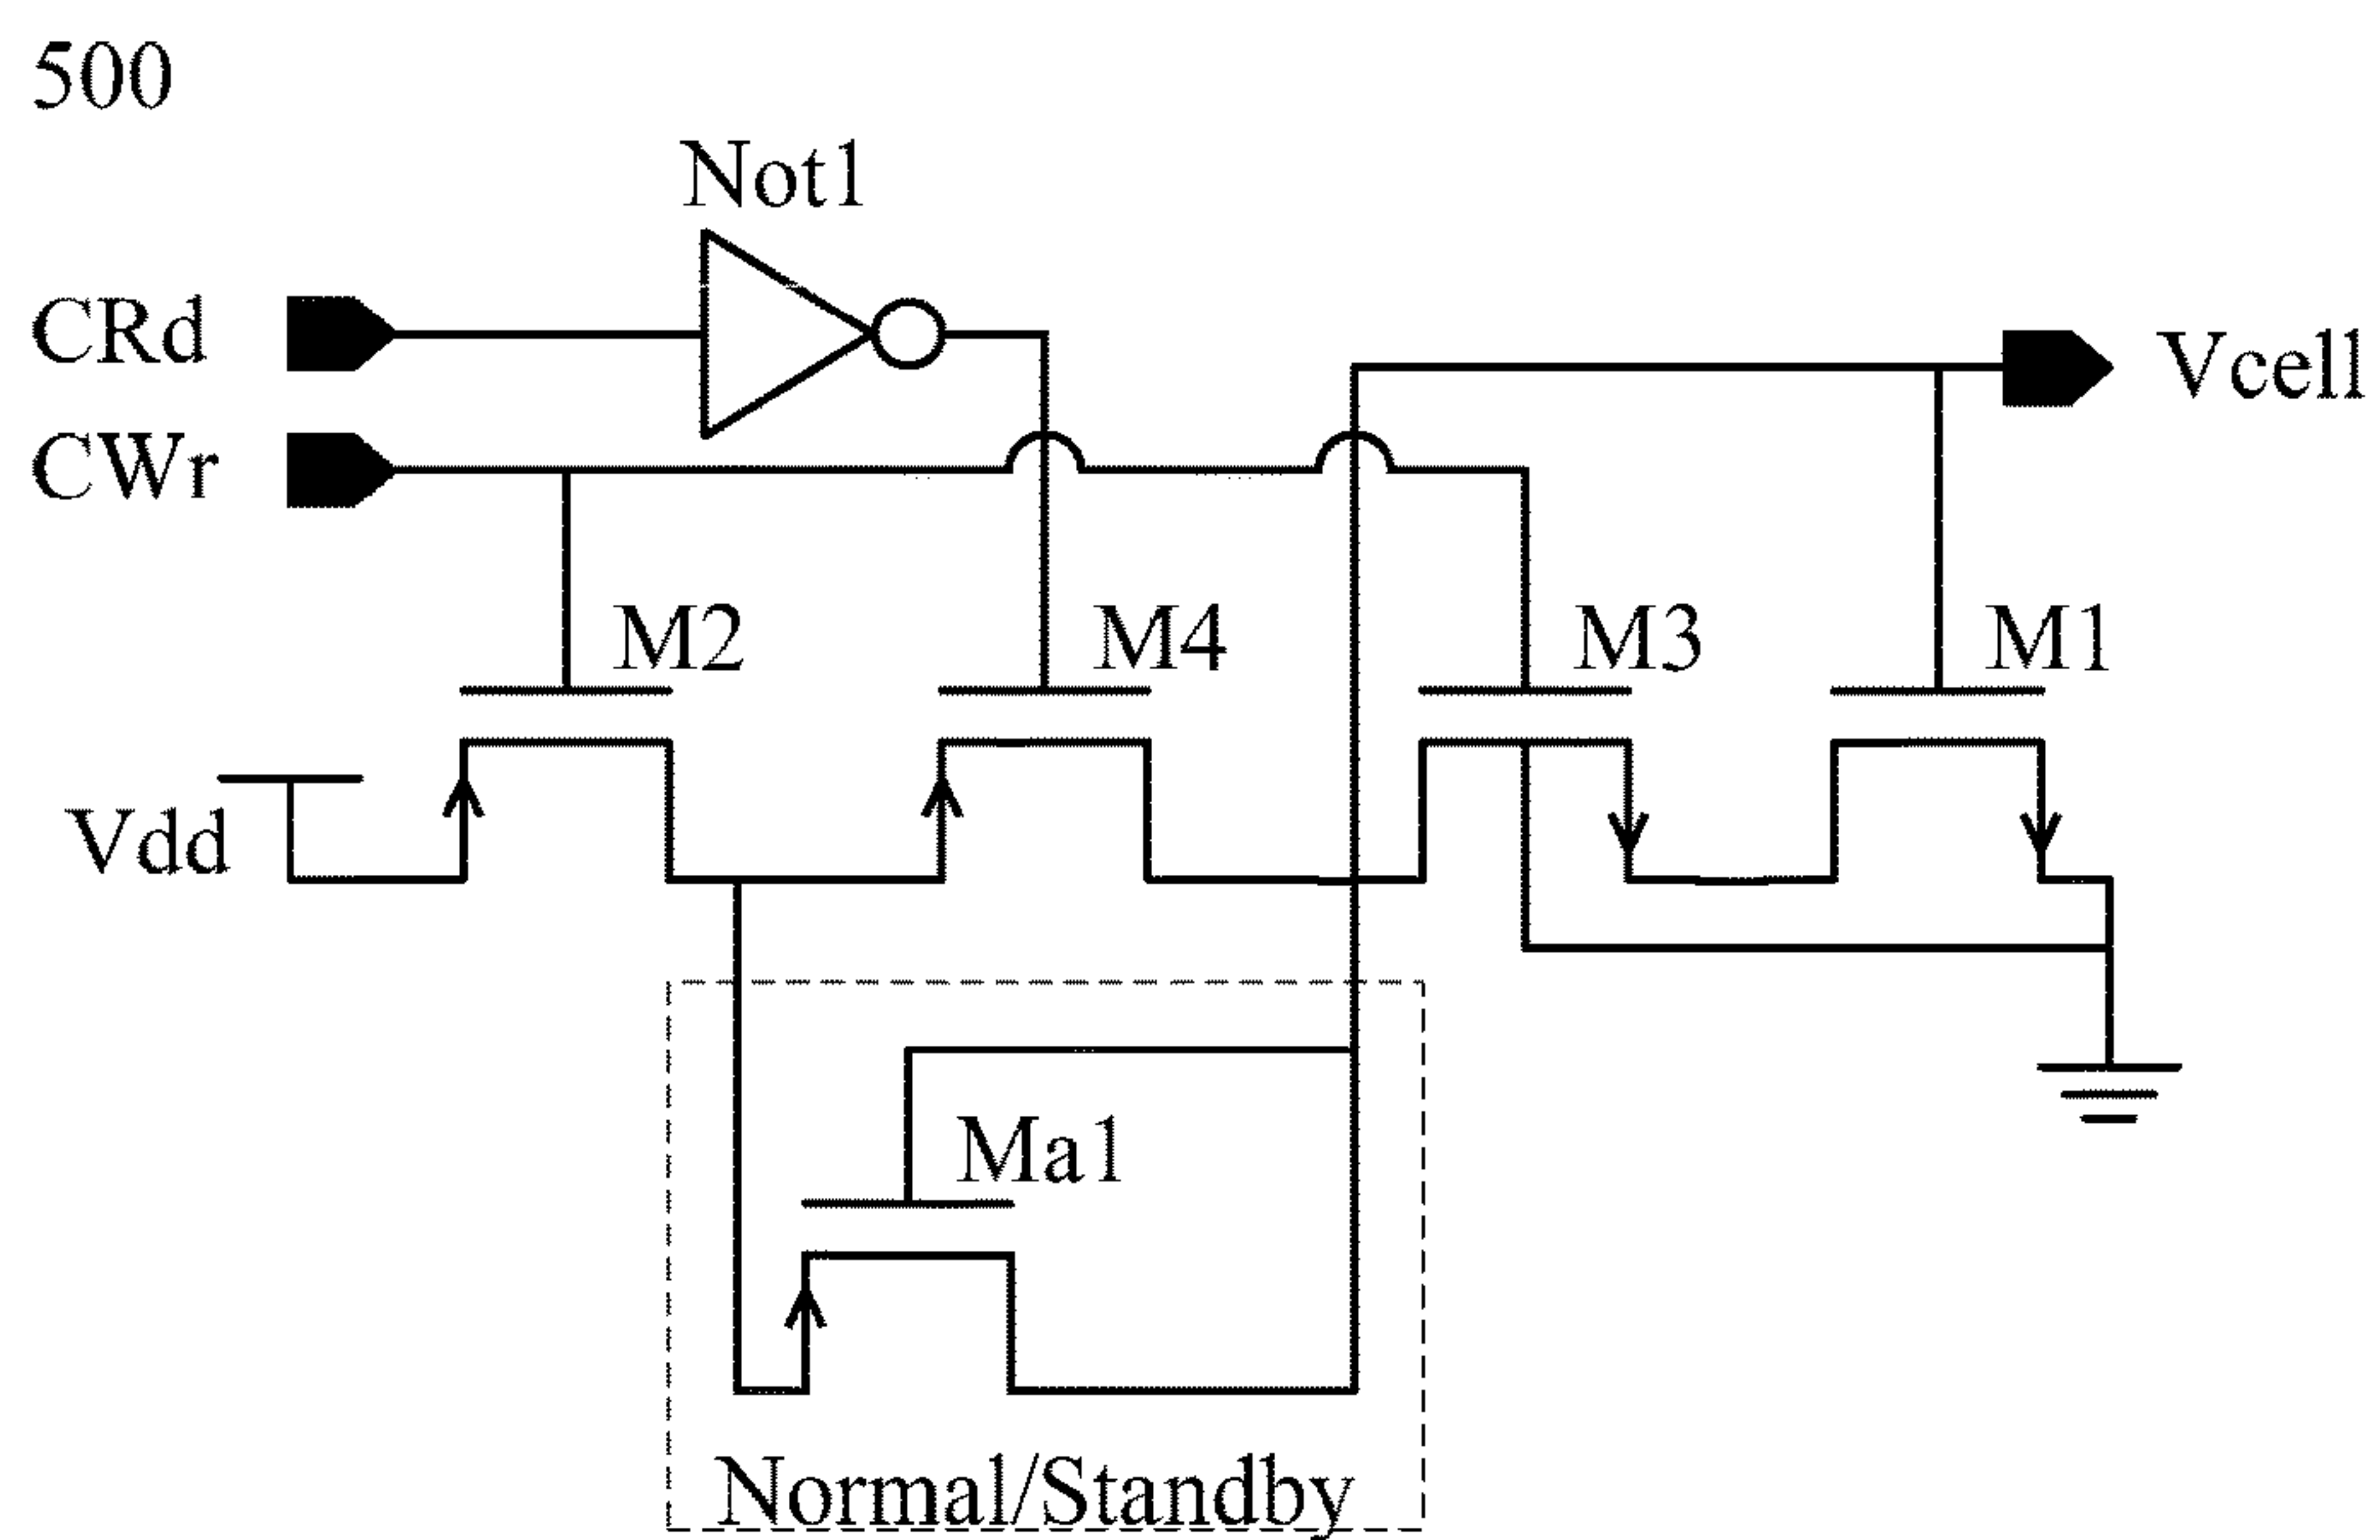 500
Not1
CRd
Vcell
CWr
M2
M4
M3
M1
Vdd
Ma1
Normal/Standby